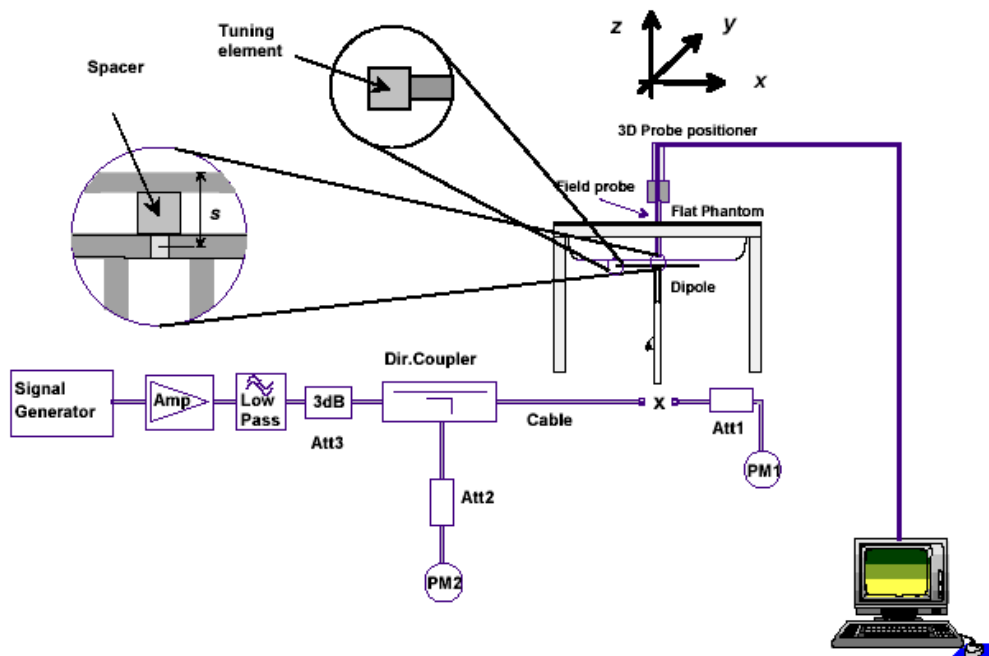 Tuning
element
z
y
x
Spacer
3D Probe positioner
Field probe
s
Flat Phantom
Dipole
Dir.Coupler
Signal
Generator
Amp
Low
Pass
3dB
Att3
Cable
x
Att1
PM1
Att2
PM2